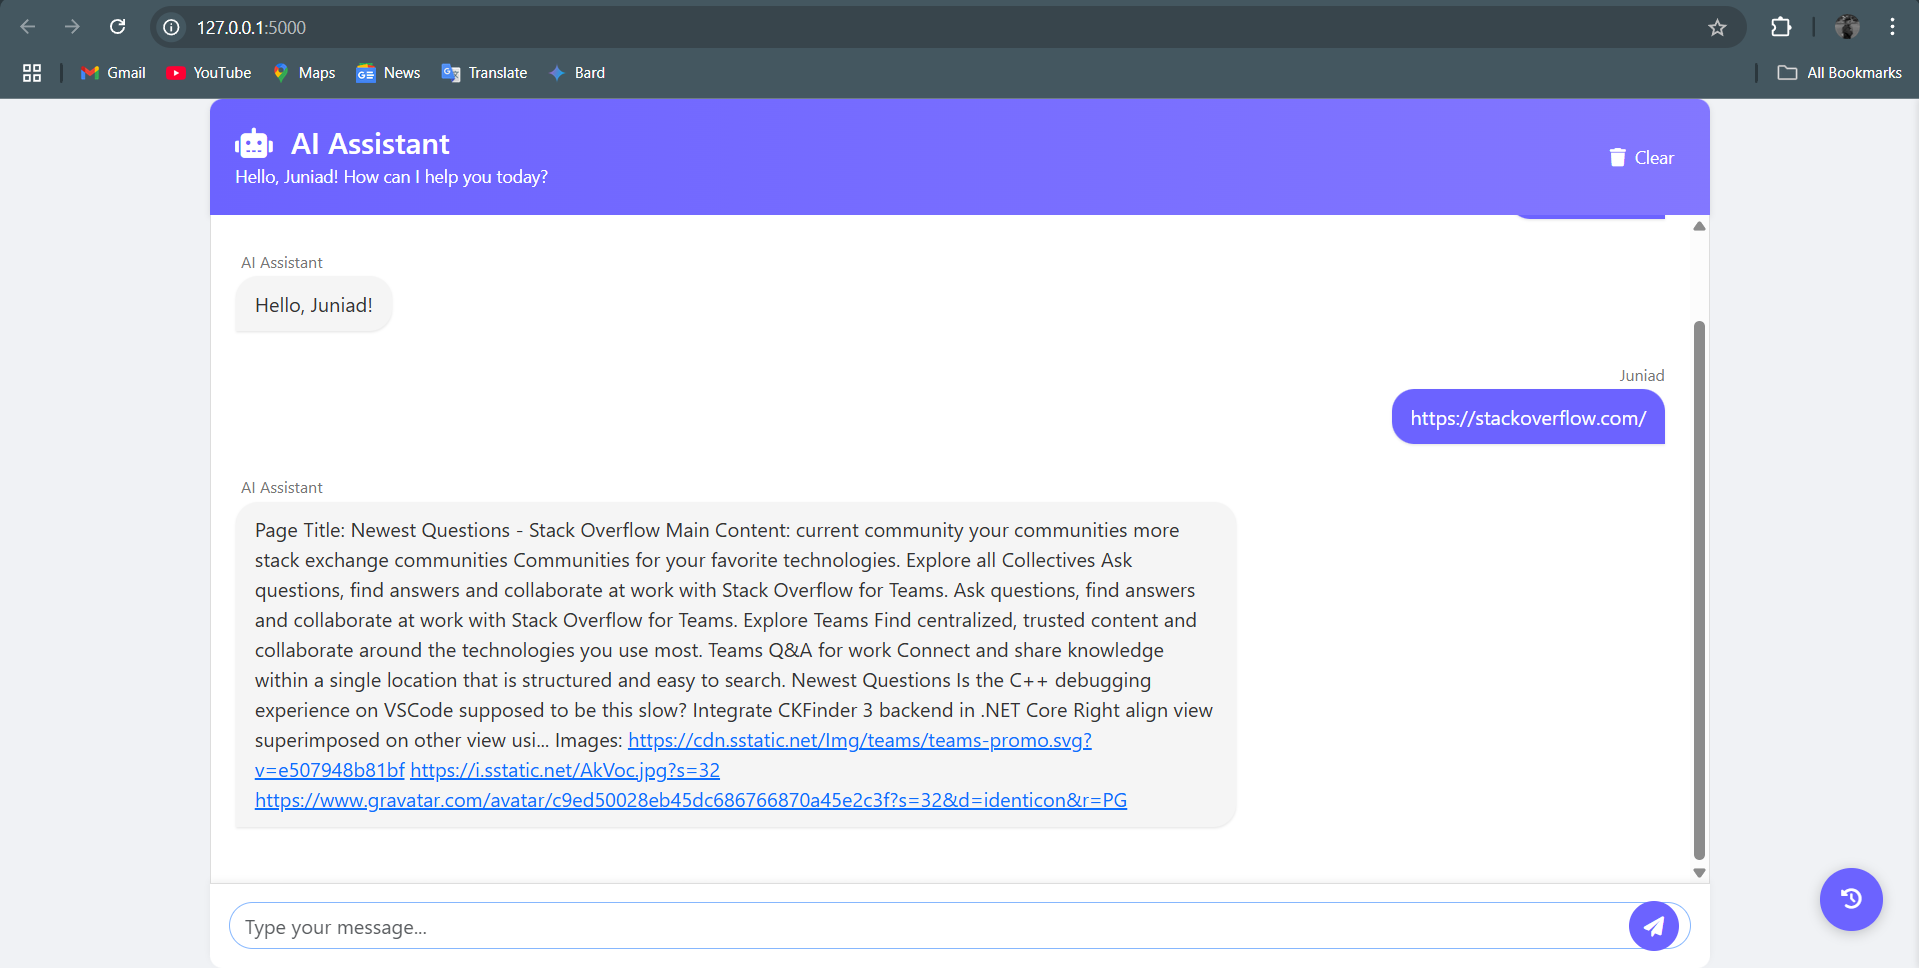 127.0.0.1:5000
Gmail
YouTube
Maps
News
Translate
Bard
All Bookmarks
AI Assistant
Hello, Juniad! How can I help you today?
Clear
AI Assistant
Hello, Juniad!
Juniad
https://stackoverflow.com/
AI Assistant
Page Title: Newest Questions - Stack Overflow Main Content: current community your communities more
stack exchange communities Communities for your favorite technologies. Explore all Collectives Ask
questions, find answers and collaborate at work with Stack Overflow for Teams. Ask questions, find answers
and collaborate at work with Stack Overflow for Teams. Explore Teams Find centralized, trusted content and
collaborate around the technologies you use most. Teams Q&A for work Connect and share knowledge
within a single location that is structured and easy to search. Newest Questions Is the C++ debugging
experience on VSCode supposed to be this slow? Integrate CKFinder 3 backend in .NET Core Right align view
superimposed on other view usi... Images: https://cdn.sstatic.net/Img/teams/teams-promo.svg?
v=e507948b81bf https://i.sstatic.net/AkVoc.jpg?s=32
https://www.gravatar.com/avatar/c9ed50028eb45dc686766870a45e2c3f?s=32&d=identicon&r=PG
Type your message...